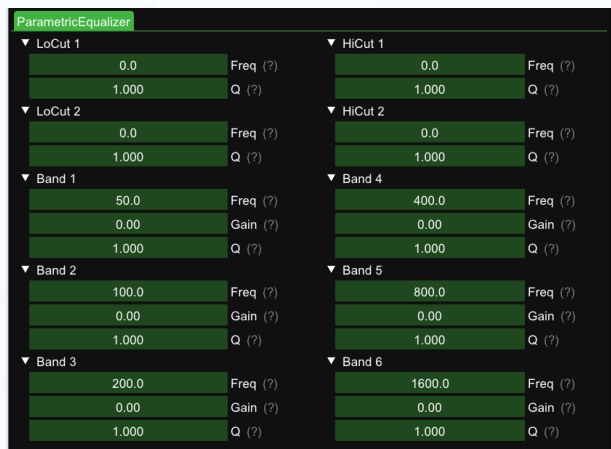 ParametricEqualizer
▼ LoCut 1
0.0 Freq (?)
1.000 Q (?)
▼ LoCut 2
0.0 Freq (?)
1.000 Q (?)
▼ Band 1
50.0 Freq (?)
0.00 Gain (?)
1.000 Q (?)
▼ Band 2
100.0 Freq (?)
0.00 Gain (?)
1.000 Q (?)
▼ Band 3
200.0 Freq (?)
0.00 Gain (?)
1.000 Q (?)
▼ HiCut 1
0.0 Freq (?)
1.000 Q (?)
▼ HiCut 2
0.0 Freq (?)
1.000 Q (?)
▼ Band 4
400.0 Freq (?)
0.00 Gain (?)
1.000 Q (?)
▼ Band 5
800.0 Freq (?)
0.00 Gain (?)
1.000 Q (?)
▼ Band 6
1600.0 Freq (?)
0.00 Gain (?)
1.000 Q (?)